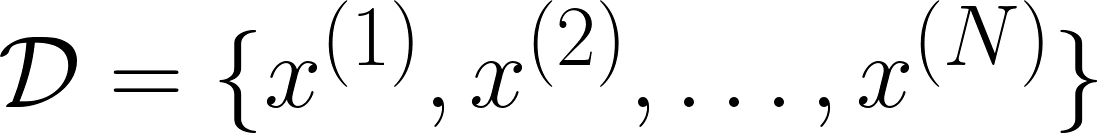 𝒟 = {x⁽¹⁾, x⁽²⁾, . . . . , x⁽ᴺ⁾}